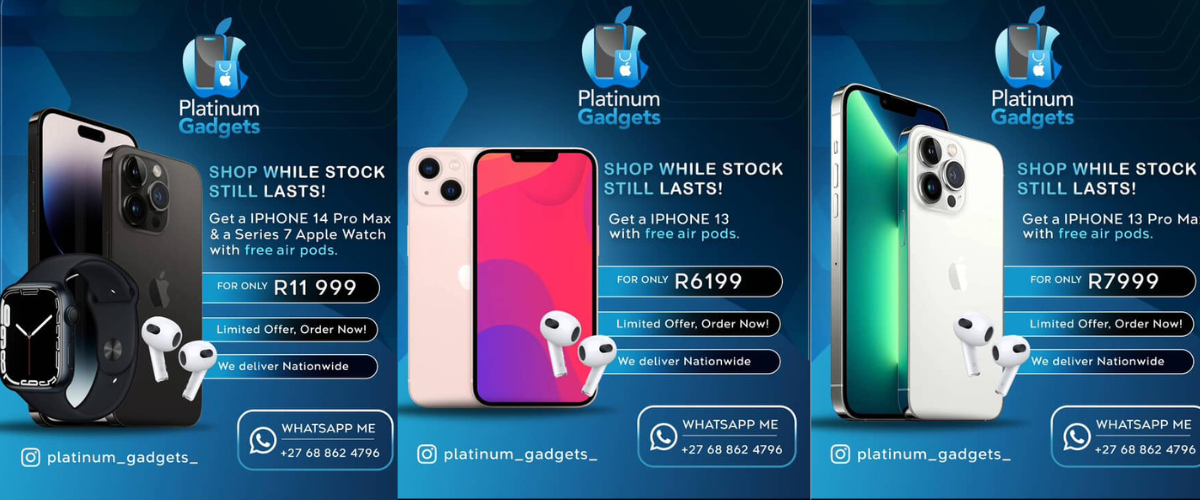 Platinum
Gadgets
SHOP WHILE STOCK
STILL LASTS!
Get a IPHONE 14 Pro Max
& a Series 7 Apple Watch
with free air pods.
FOR ONLY R11 999
Limited Offer, Order Now!
We deliver Nationwide
WHATSAPP ME
+27 68 862 4796
platinum_gadgets_
Platinum
Gadgets
SHOP WHILE STOCK
STILL LASTS!
Get a IPHONE 13
with free air pods.
FOR ONLY R6199
Limited Offer, Order Now!
We deliver Nationwide
WHATSAPP ME
+27 68 862 4796
platinum_gadgets_
Platinum
Gadgets
SHOP WHILE STOCK
STILL LASTS!
Get a IPHONE 13 Pro Max
with free air pods.
FOR ONLY R7999
Limited Offer, Order Now!
We deliver Nationwide
WHATSAPP ME
+27 68 862 4796
platinum_gadgets_